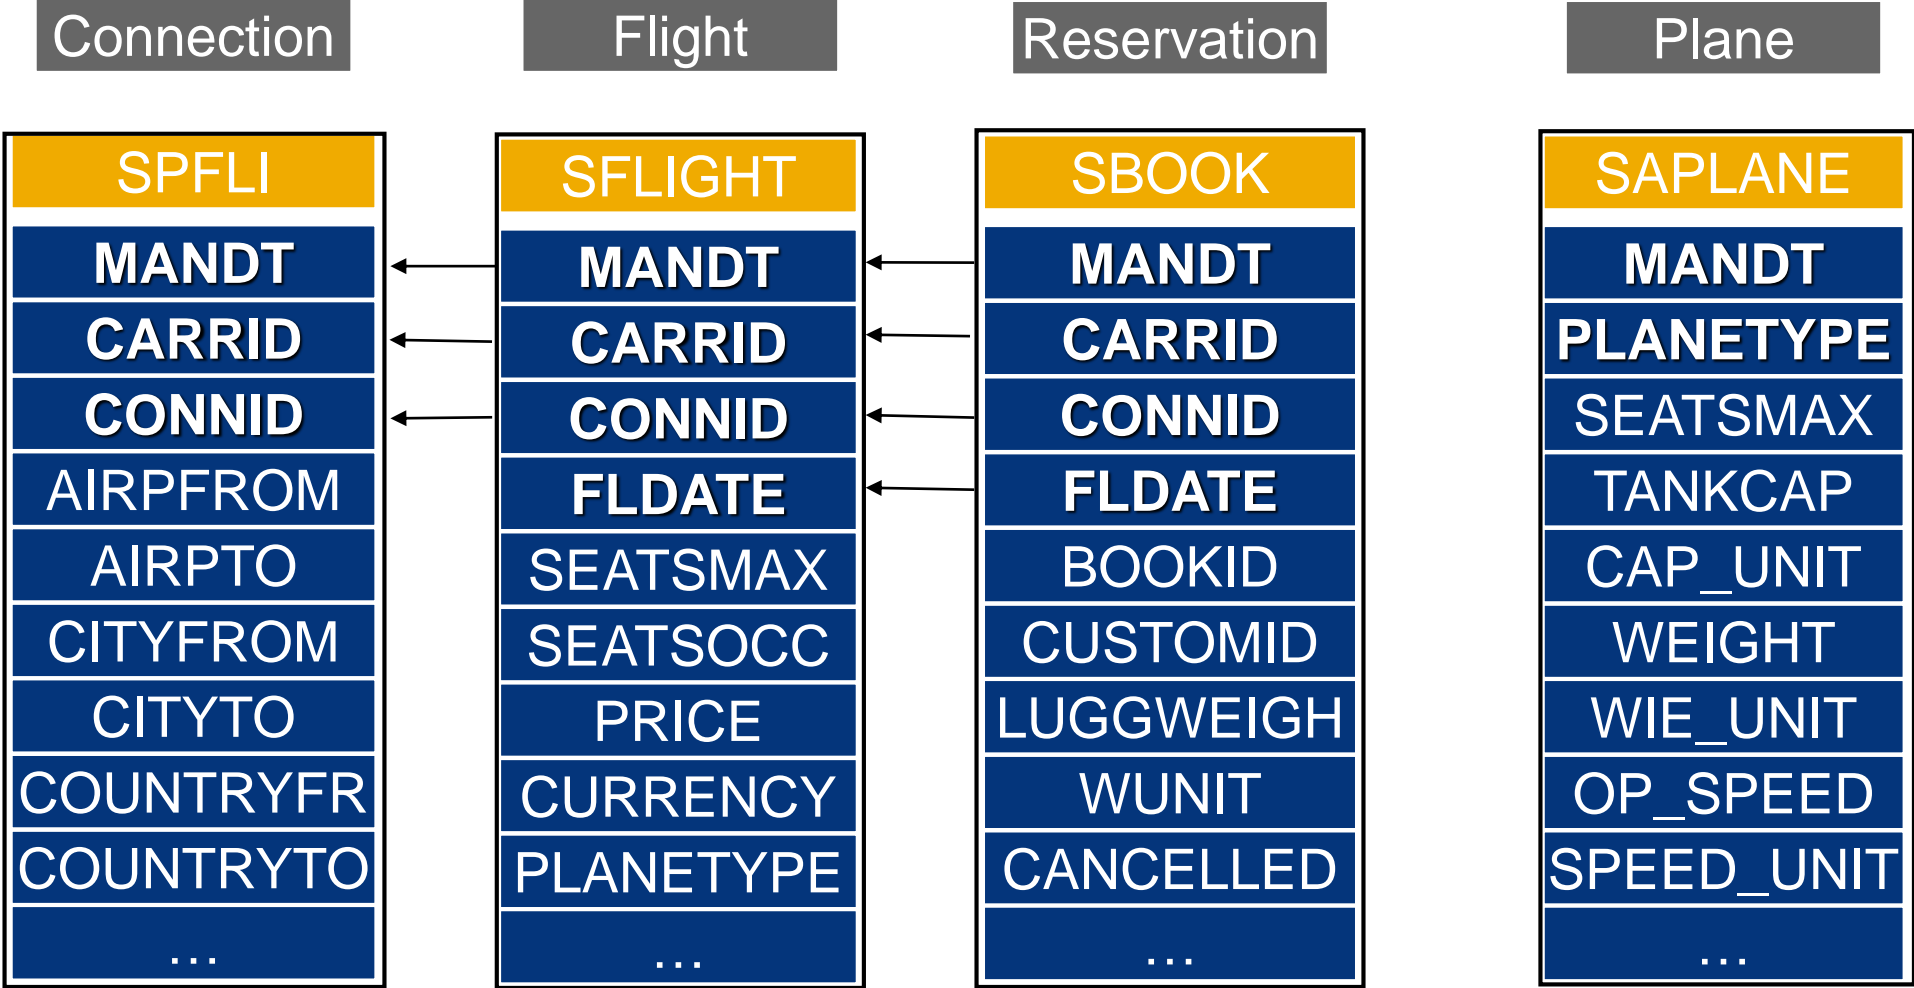 Connection
Flight
Reservation
Plane
SPFLI
MANDT
CARRID
CONNID
AIRPFROM
AIRPTO
CITYFROM
CITYTO
COUNTRYFR
COUNTRYTO
...
SFLIGHT
MANDT
CARRID
CONNID
FLDATE
SEATSMAX
SEATSOCC
PRICE
CURRENCY
PLANETYPE
...
SBOOK
MANDT
CARRID
CONNID
FLDATE
BOOKID
CUSTOMID
LUGGWEIGH
WUNIT
CANCELLED
...
SAPLANE
MANDT
PLANETYPE
SEATSMAX
TANKCAP
CAP_UNIT
WEIGHT
WIE_UNIT
OP_SPEED
SPEED_UNIT
...